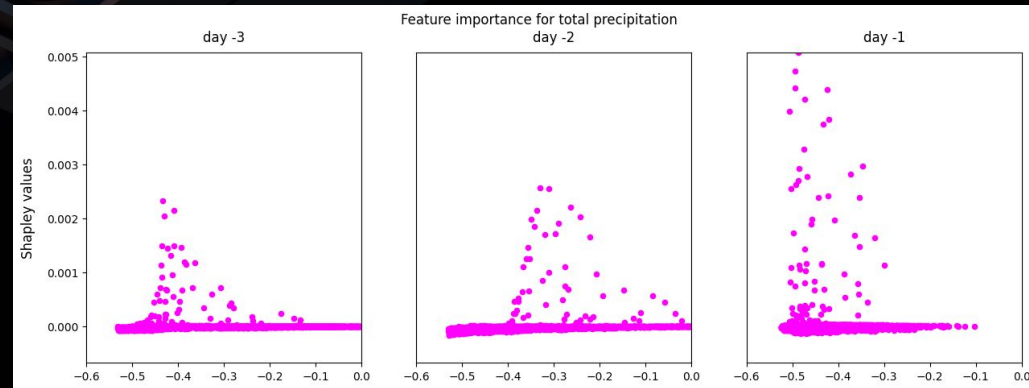 Feature importance for total precipitation
day -3 day -2 day -1
0.005
0.004
0.003
0.002
0.001
0.000
Shapley values
−0.6 −0.5 −0.4 −0.3 −0.2 −0.1 0.0
−0.6 −0.5 −0.4 −0.3 −0.2 −0.1 0.0
−0.6 −0.5 −0.4 −0.3 −0.2 −0.1 0.0